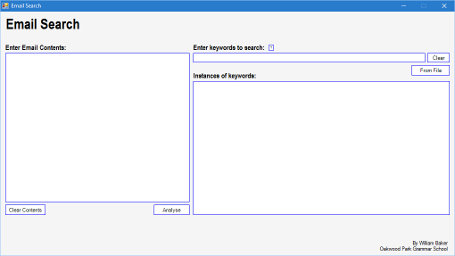 Email Search
Email Search
Enter Email Contents:
Enter keywords to search: ?
Clear
From File
Instances of keywords:
Clear Contents
Analyse
By William Baker
Oakwood Park Grammar School